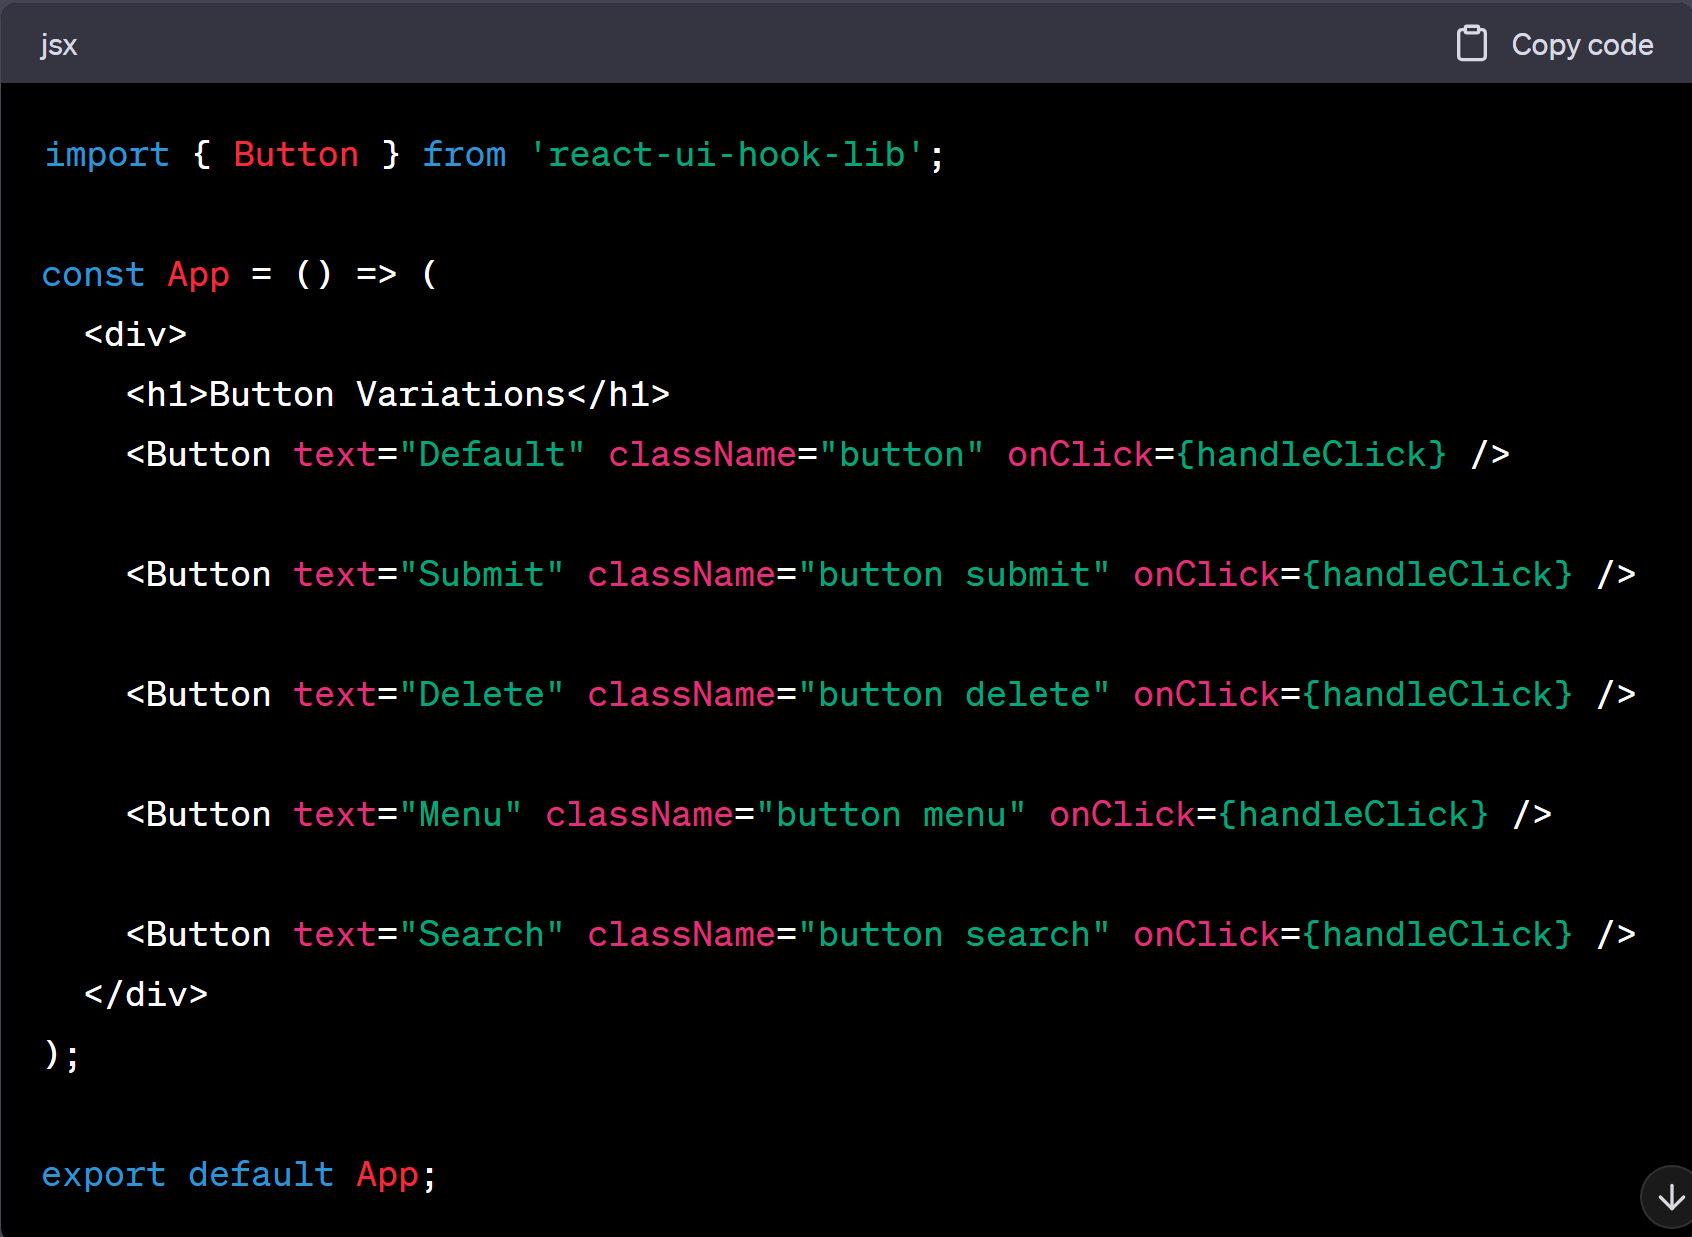 jsx
Copy code
import { Button } from 'react-ui-hook-lib';
const App = () => (
  <div>
    <h1>Button Variations</h1>
    <Button text="Default" className="button" onClick={handleClick} />
    <Button text="Submit" className="button submit" onClick={handleClick} />
    <Button text="Delete" className="button delete" onClick={handleClick} />
    <Button text="Menu" className="button menu" onClick={handleClick} />
    <Button text="Search" className="button search" onClick={handleClick} />
  </div>
);
export default App;